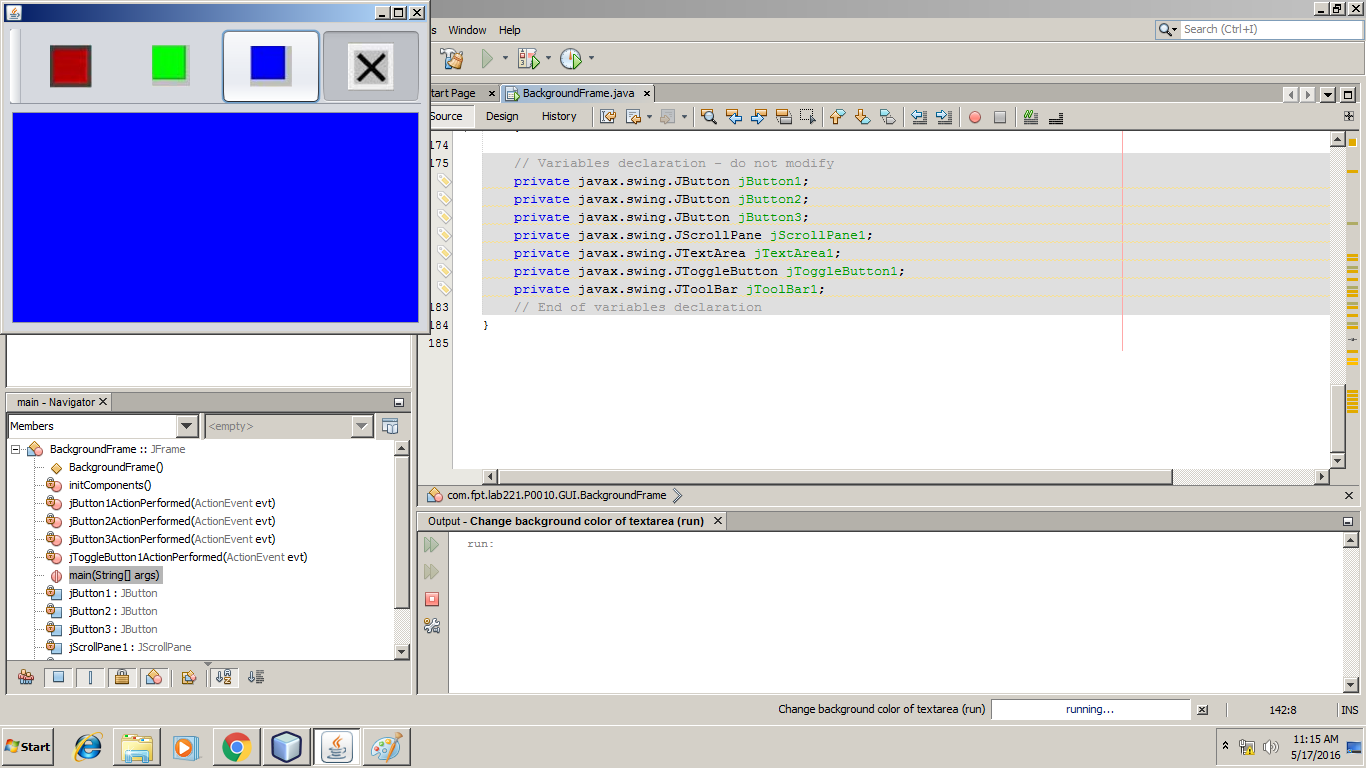 s Window Help
Search (Ctrl+I)
tart Page
BackgroundFrame.java
Source Design History
174
175 // Variables declaration - do not modify
private javax.swing.JButton jButton1;
private javax.swing.JButton jButton2;
private javax.swing.JButton jButton3;
private javax.swing.JScrollPane jScrollPane1;
private javax.swing.JTextArea jTextArea1;
private javax.swing.JToggleButton jToggleButton1;
private javax.swing.JToolBar jToolBar1;
183 // End of variables declaration
184 }
185
main - Navigator
Members <empty>
BackgroundFrame :: JFrame
BackgroundFrame()
initComponents()
jButton1ActionPerformed(ActionEvent evt)
jButton2ActionPerformed(ActionEvent evt)
jButton3ActionPerformed(ActionEvent evt)
jToggleButton1ActionPerformed(ActionEvent evt)
main(String[] args)
jButton1 : JButton
jButton2 : JButton
jButton3 : JButton
jScrollPane1 : JScrollPane
com.fpt.lab221.P0010.GUI.BackgroundFrame
Output - Change background color of textarea (run)
run:
Change background color of textarea (run) running... 142:8 INS
Start
11:15 AM
5/17/2016